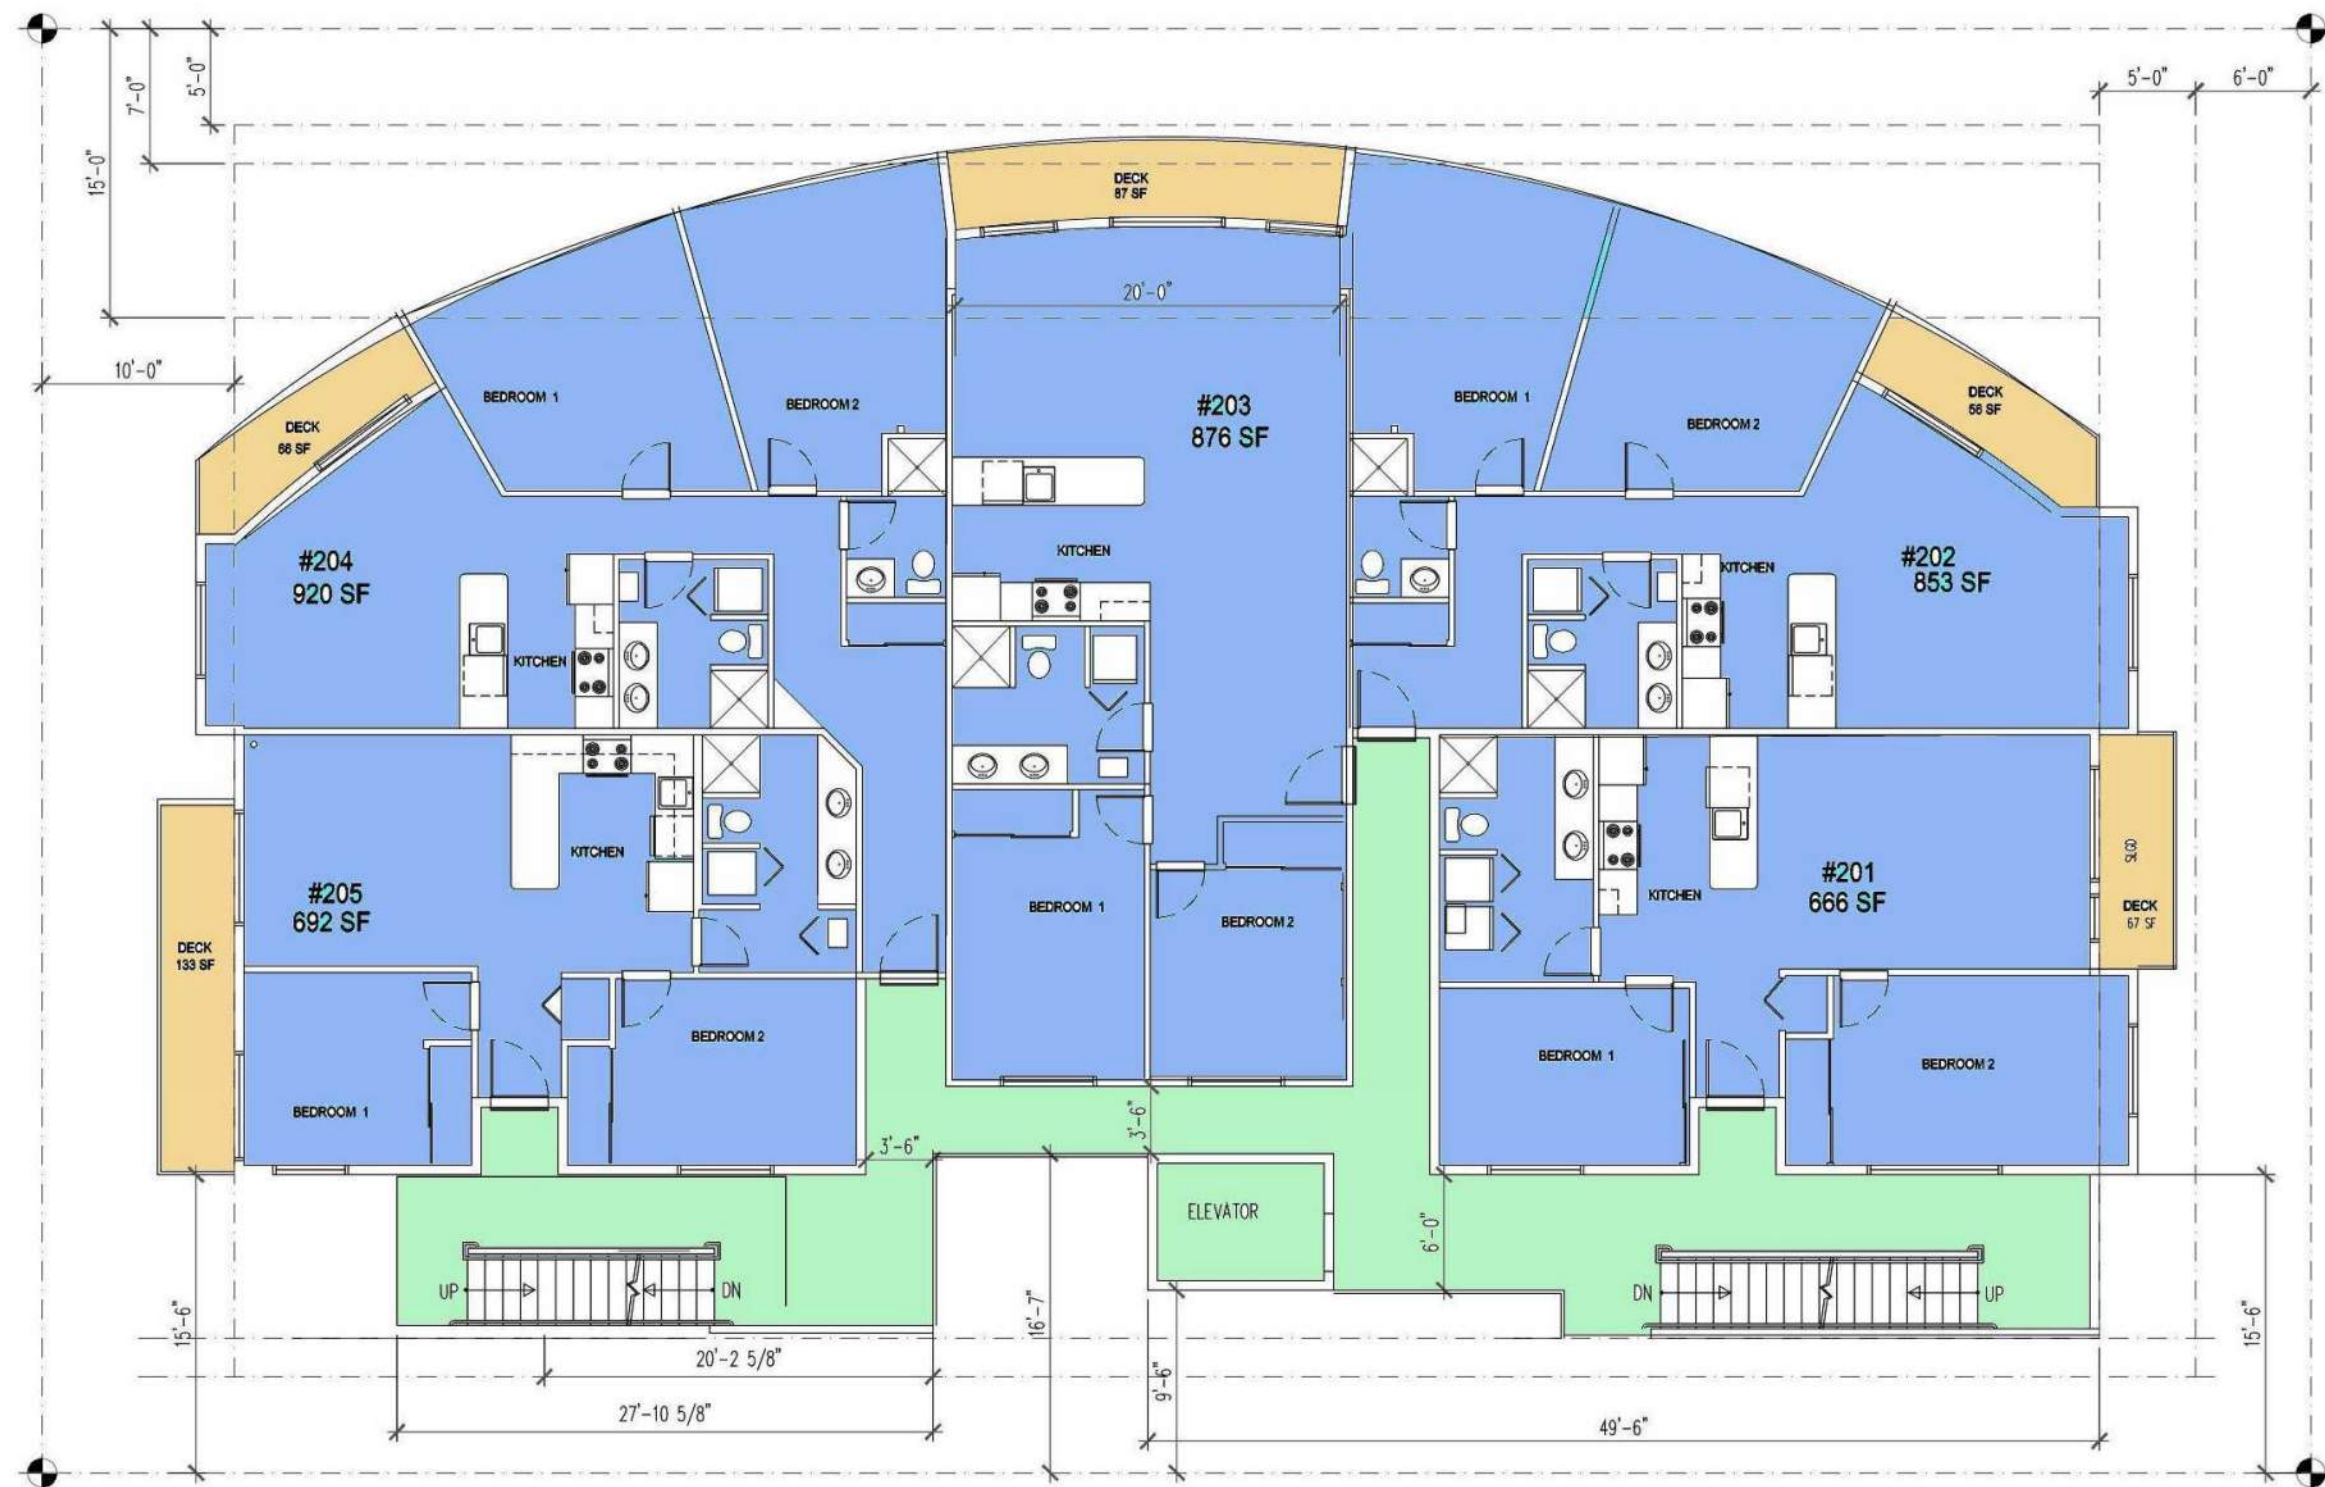 5'-0"
6'-0"
5'-0"
7'-0"
15'-0"
10'-0"
DECK
87 SF
20'-0"
BEDROOM 1
BEDROOM 2
#203
876 SF
BEDROOM 1
BEDROOM 2
DECK
66 SF
DECK
56 SF
KITCHEN
#204
920 SF
KITCHEN
KITCHEN
#202
853 SF
KITCHEN
#205
692 SF
DECK
133 SF
BEDROOM 1
BEDROOM 2
KITCHEN
#201
666 SF
SLGD
DECK
67 SF
BEDROOM 1
BEDROOM 2
BEDROOM 1
BEDROOM 2
3'-6"
3'-6"
ELEVATOR
6'-0"
UP
DN
DN
UP
15'-6"
16'-7"
15'-6"
20'-2 5/8"
9'-6"
27'-10 5/8"
49'-6"